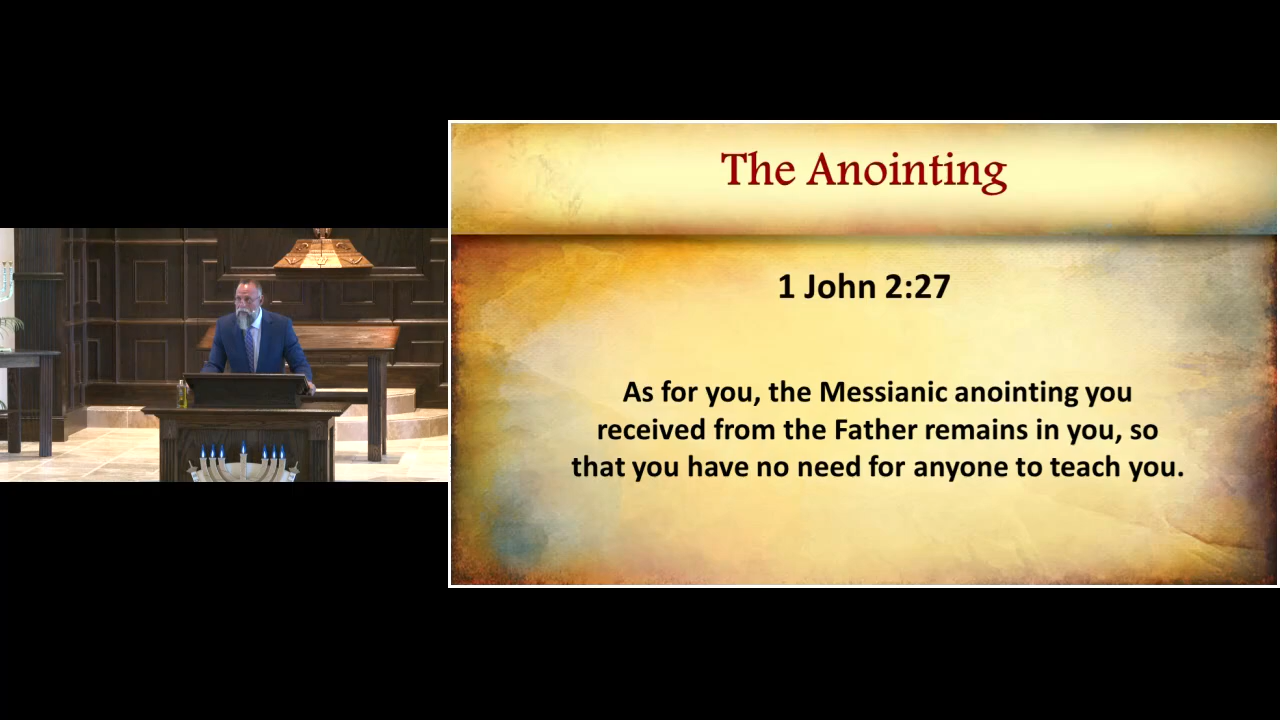 The Anointing
1 John 2:27
As for you, the Messianic anointing you
received from the Father remains in you, so
that you have no need for anyone to teach you.